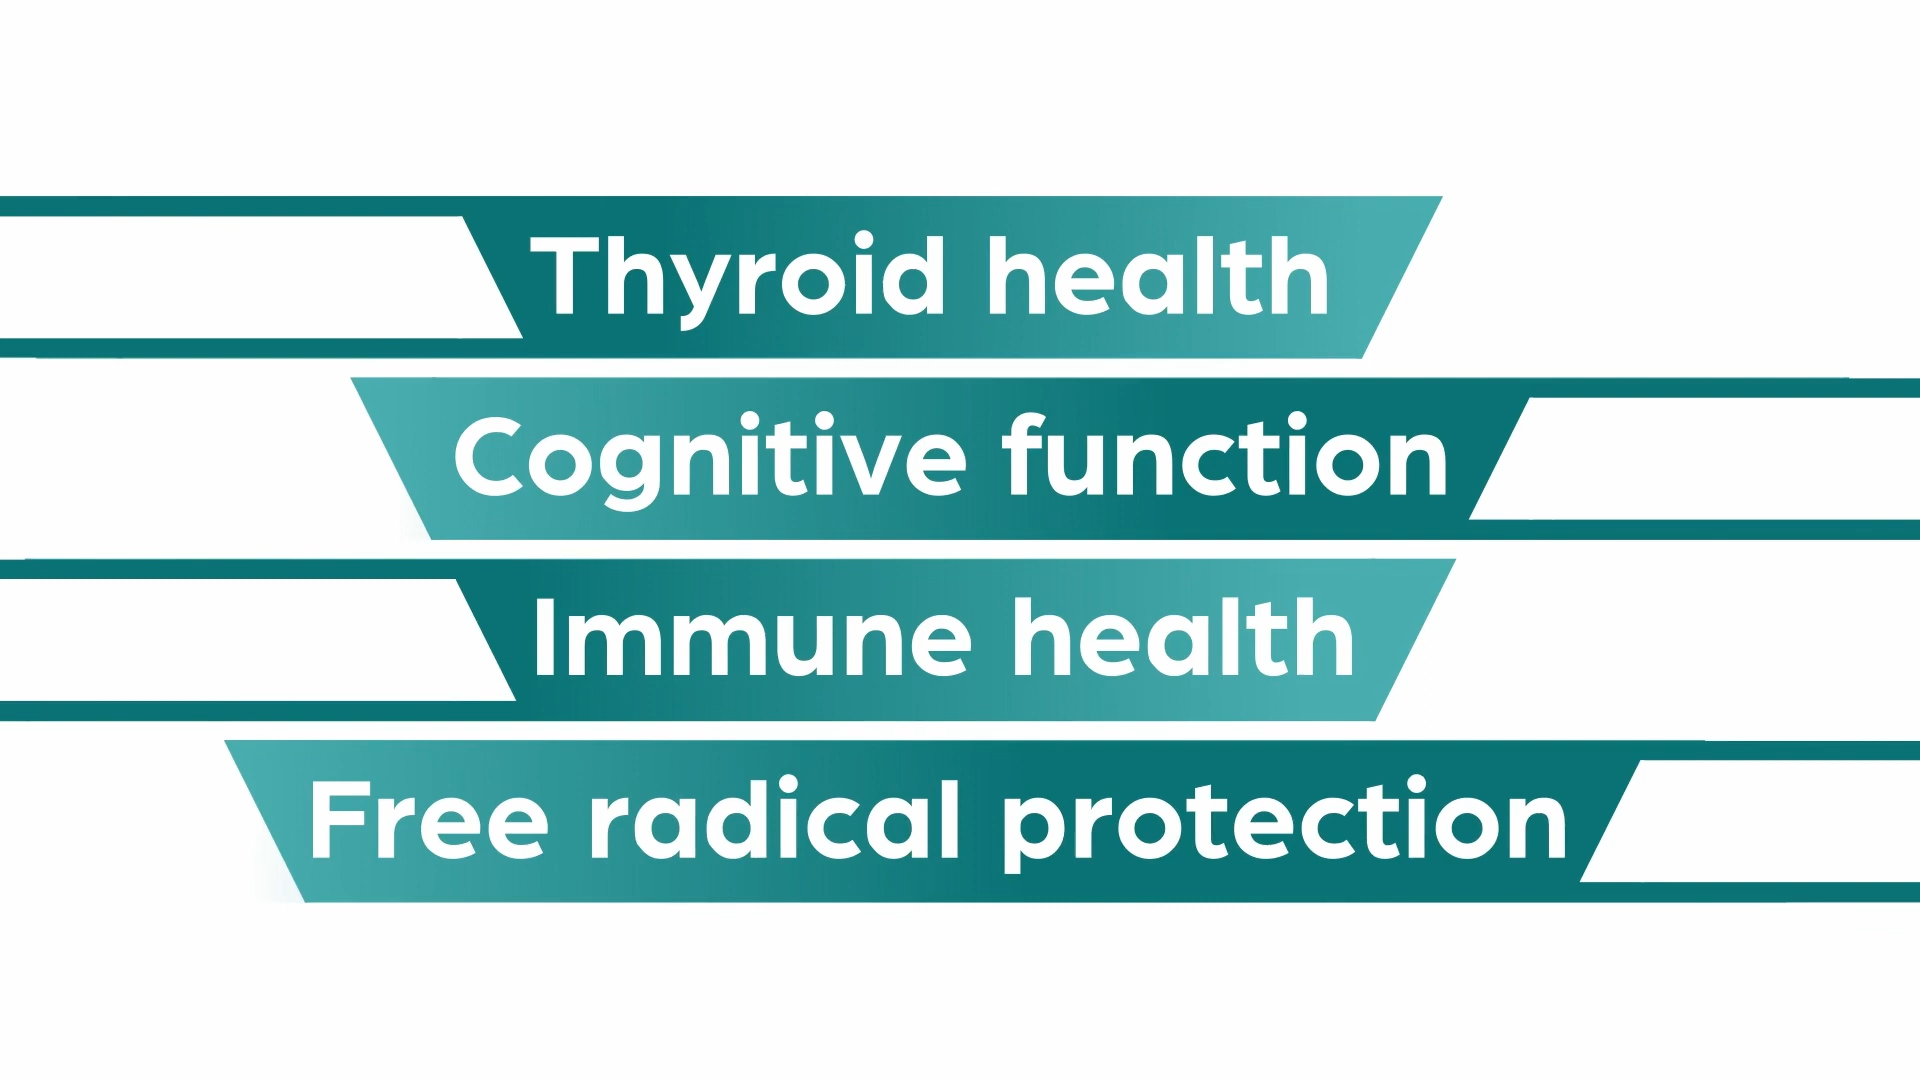 Thyroid health
Cognitive function
Immune health
Free radical protection